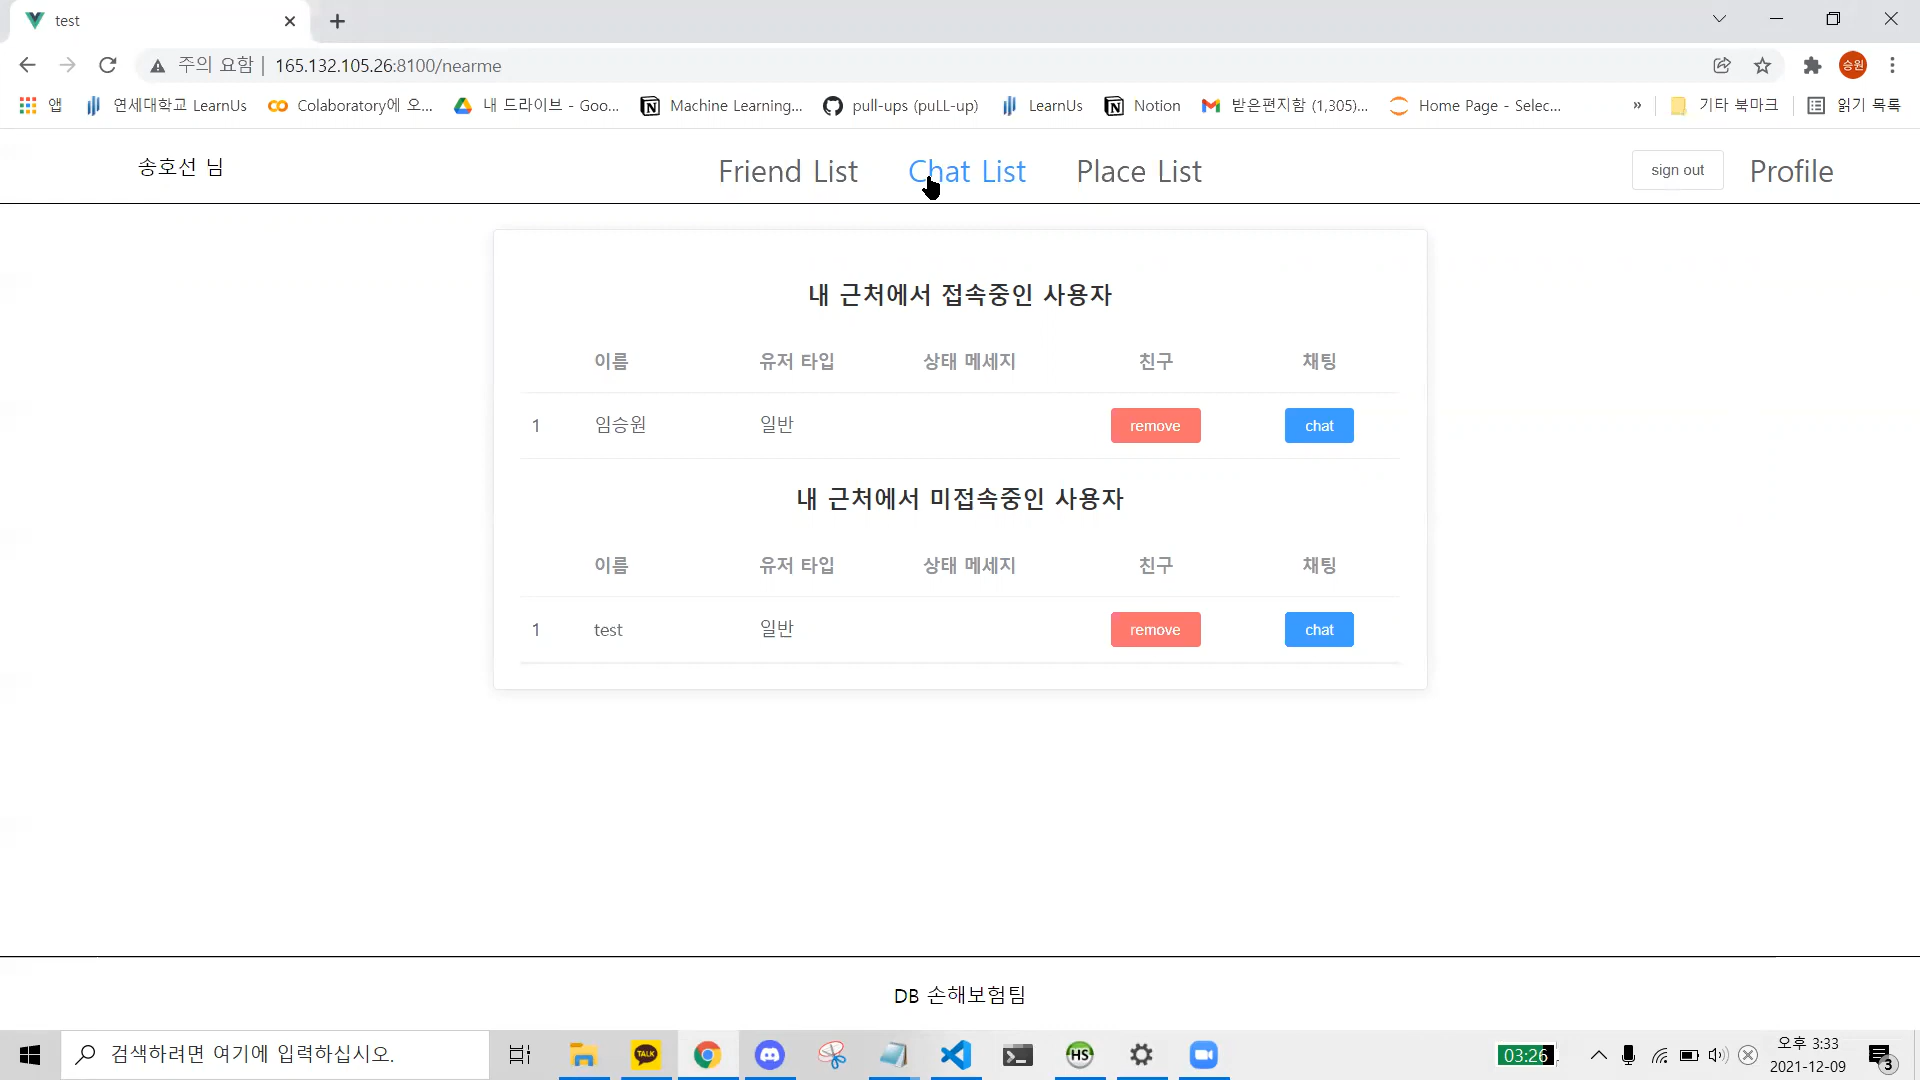 test
주의 요함 165.132.105.26:8100/nearme 승원
앱 연세대학교 LearnUs Colaboratory에 오... 내 드라이브 - Goo... Machine Learning... pull-ups (puLL-up) LearnUs Notion 받은편지함 (1,305)... Home Page - Selec... » 기타 북마크 읽기 목록
송호선 님 Friend List Chat List Place List sign out Profile
내 근처에서 접속중인 사용자
이름 유저 타입 상태 메세지 친구 채팅
1 임승원 일반 remove chat
내 근처에서 미접속중인 사용자
이름 유저 타입 상태 메세지 친구 채팅
1 test 일반 remove chat
DB 손해보험팀
검색하려면 여기에 입력하십시오. TALK HS 03:26 오후 3:33
2021-12-09 3